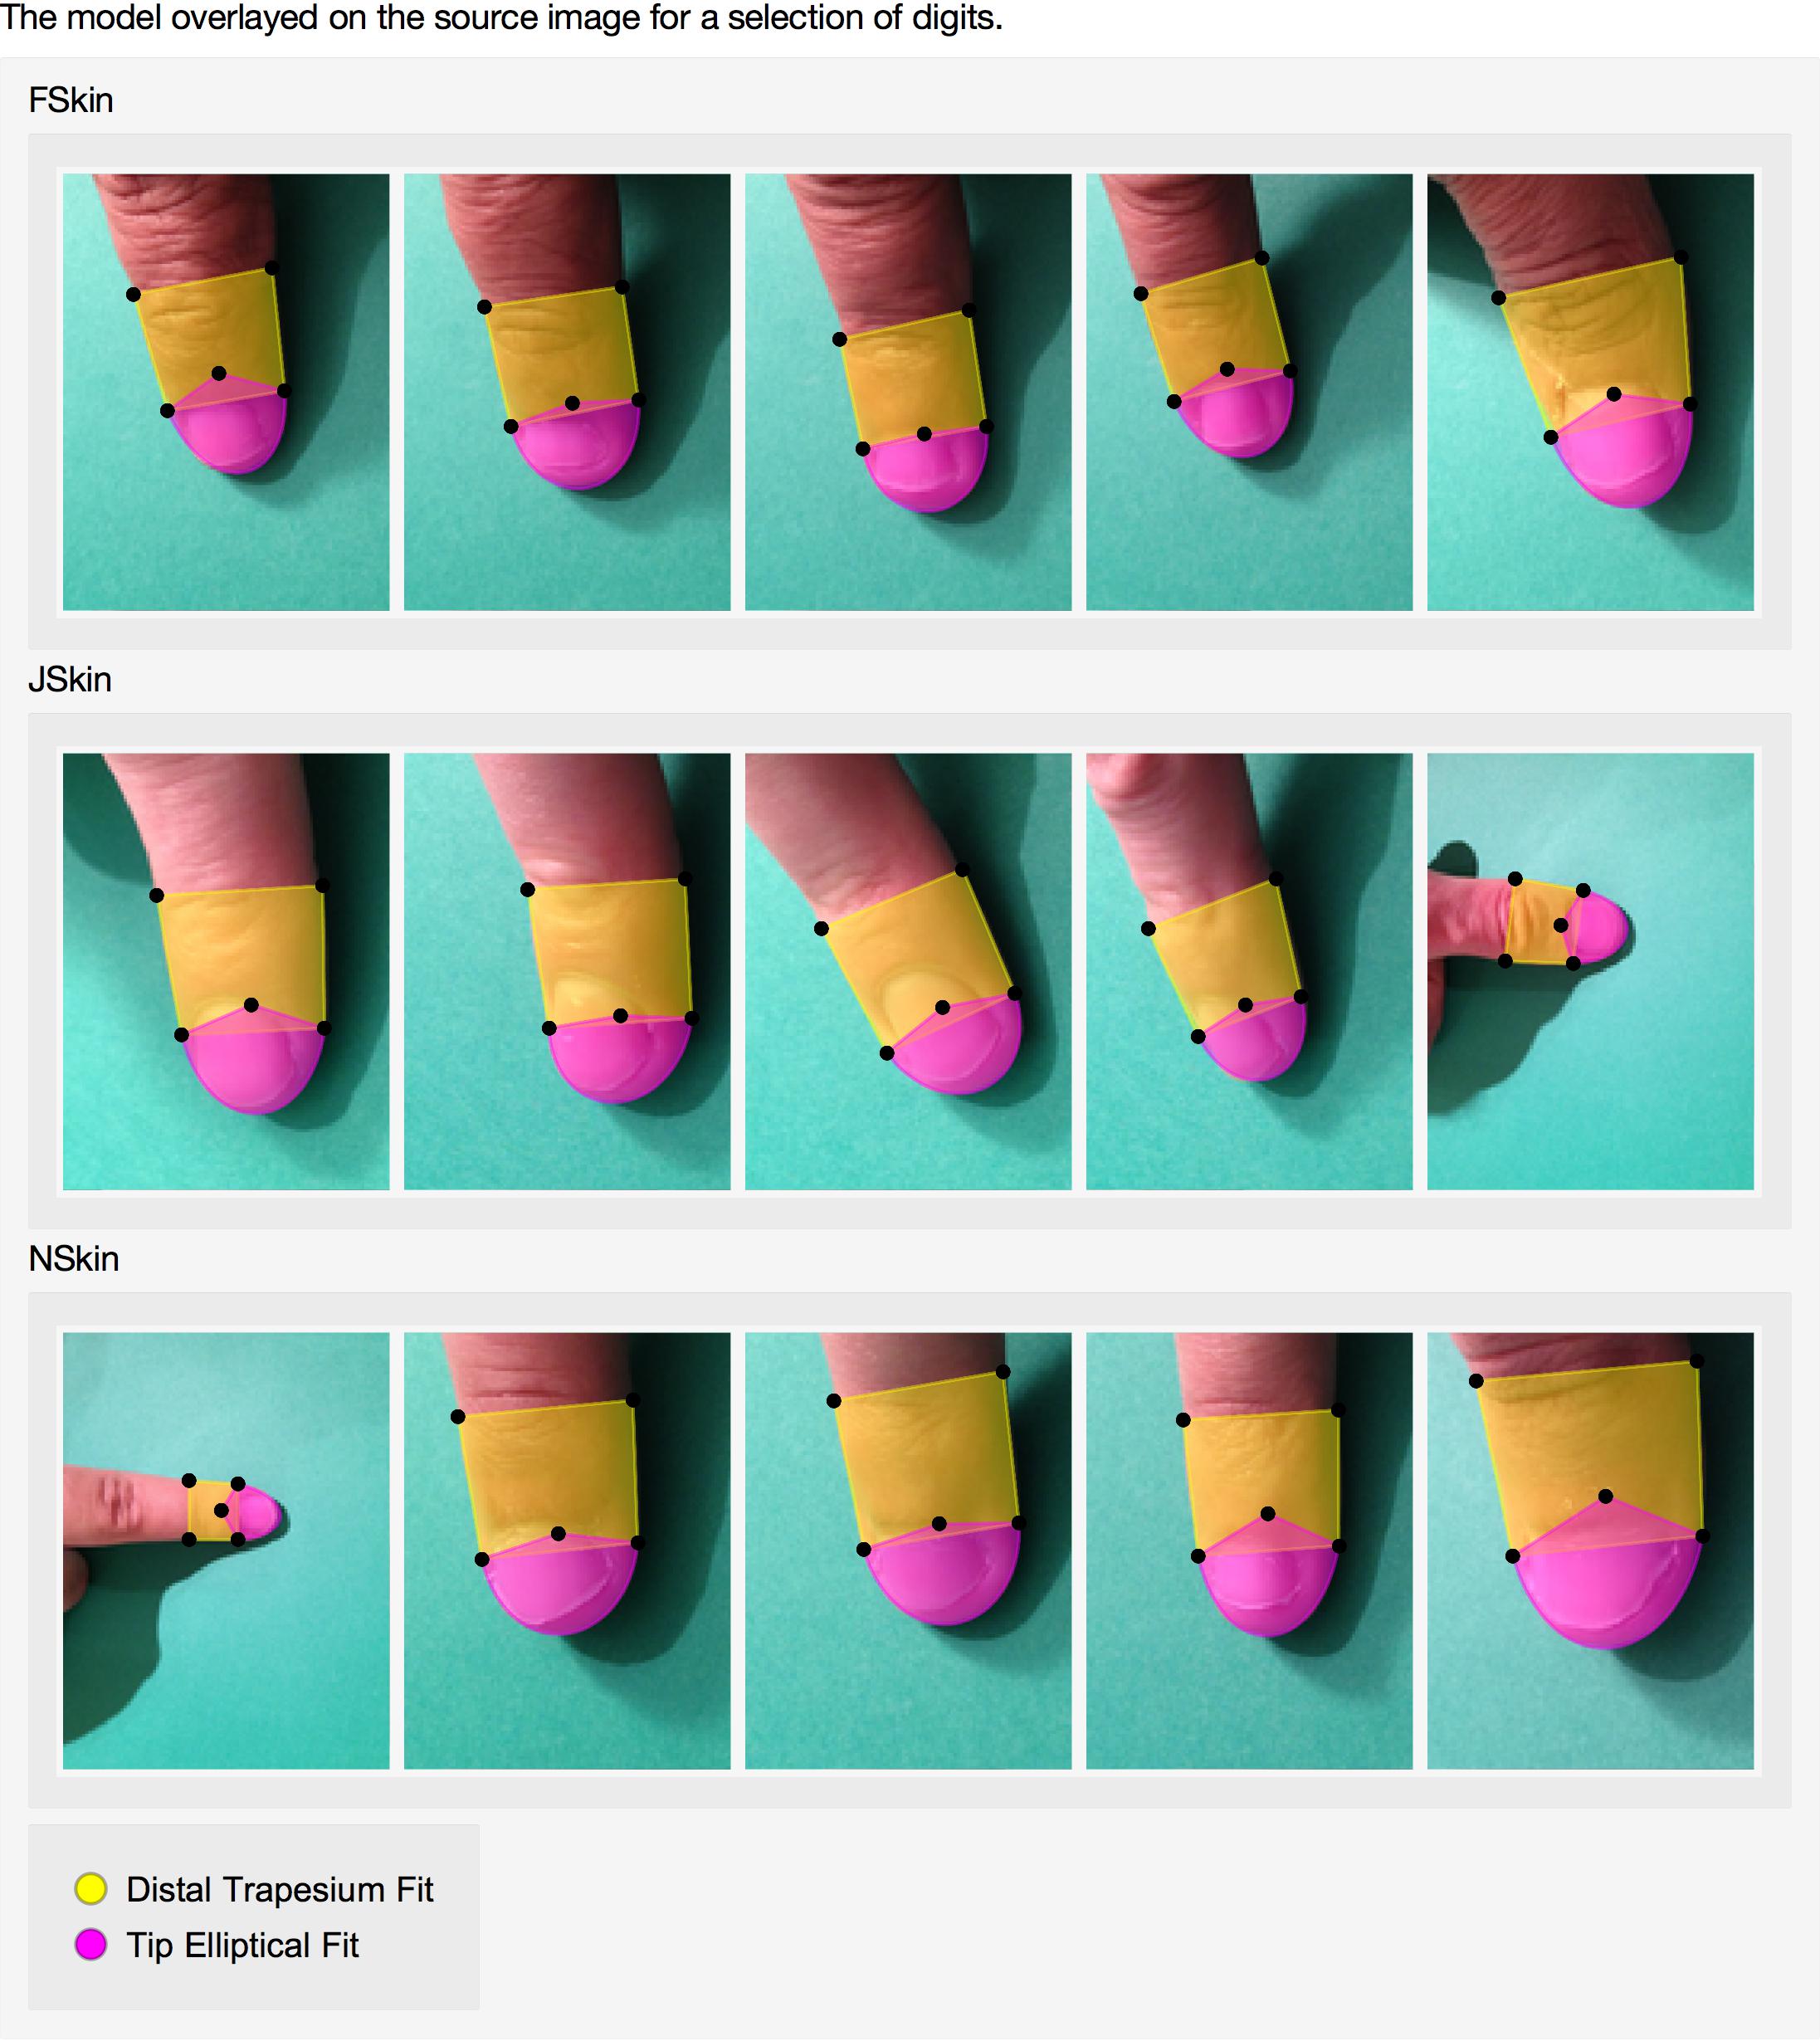 The model overlayed on the source image for a selection of digits.
FSkin
JSkin
NSkin
Distal Trapesium Fit
Tip Elliptical Fit